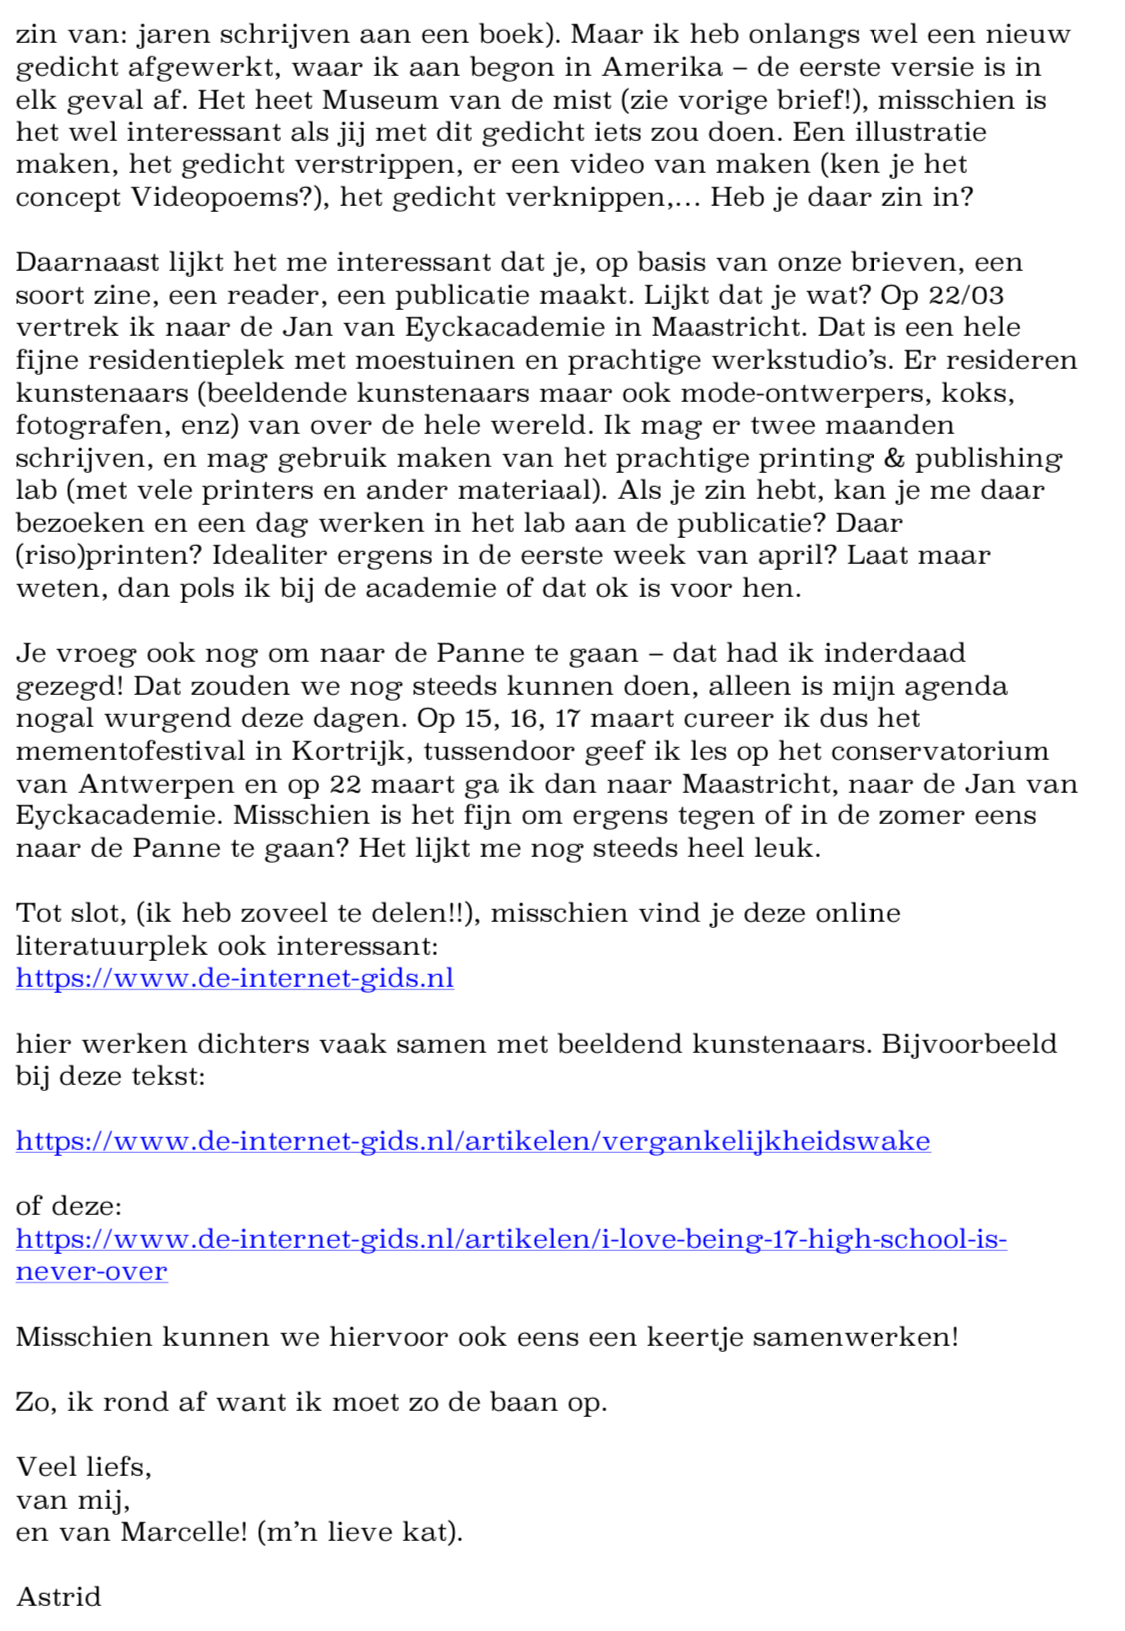 zin van: jaren schrijven aan een boek). Maar ik heb onlangs wel een nieuw
gedicht afgewerkt, waar ik aan begon in Amerika – de eerste versie is in
elk geval af. Het heet Museum van de mist (zie vorige brief!), misschien is
het wel interessant als jij met dit gedicht iets zou doen. Een illustratie
maken, het gedicht verstrippen, er een video van maken (ken je het
concept Videopoems?), het gedicht verknippen,... Heb je daar zin in?

Daarnaast lijkt het me interessant dat je, op basis van onze brieven, een
soort zine, een reader, een publicatie maakt. Lijkt dat je wat? Op 22/03
vertrek ik naar de Jan van Eyckacademie in Maastricht. Dat is een hele
fijne residentieplek met moestuinen en prachtige werkstudio’s. Er resideren
kunstenaars (beeldende kunstenaars maar ook mode-ontwerpers, koks,
fotografen, enz) van over de hele wereld. Ik mag er twee maanden
schrijven, en mag gebruik maken van het prachtige printing & publishing
lab (met vele printers en ander materiaal). Als je zin hebt, kan je me daar
bezoeken en een dag werken in het lab aan de publicatie? Daar
(riso)printen? Idealiter ergens in de eerste week van april? Laat maar
weten, dan pols ik bij de academie of dat ok is voor hen.

Je vroeg ook nog om naar de Panne te gaan – dat had ik inderdaad
gezegd! Dat zouden we nog steeds kunnen doen, alleen is mijn agenda
nogal wurgend deze dagen. Op 15, 16, 17 maart cureer ik dus het
mementofestival in Kortrijk, tussendoor geef ik les op het conservatorium
van Antwerpen en op 22 maart ga ik dan naar Maastricht, naar de Jan van
Eyckacademie. Misschien is het fijn om ergens tegen of in de zomer eens
naar de Panne te gaan? Het lijkt me nog steeds heel leuk.

Tot slot, (ik heb zoveel te delen!!), misschien vind je deze online
literatuurplek ook interessant:
https://www.de-internet-gids.nl

hier werken dichters vaak samen met beeldend kunstenaars. Bijvoorbeeld
bij deze tekst:

https://www.de-internet-gids.nl/artikelen/vergankelijkheidswake

of deze:
https://www.de-internet-gids.nl/artikelen/i-love-being-17-high-school-is-
never-over

Misschien kunnen we hiervoor ook eens een keertje samenwerken!

Zo, ik rond af want ik moet zo de baan op.

Veel liefs,
van mij,
en van Marcelle! (m’n lieve kat).

Astrid